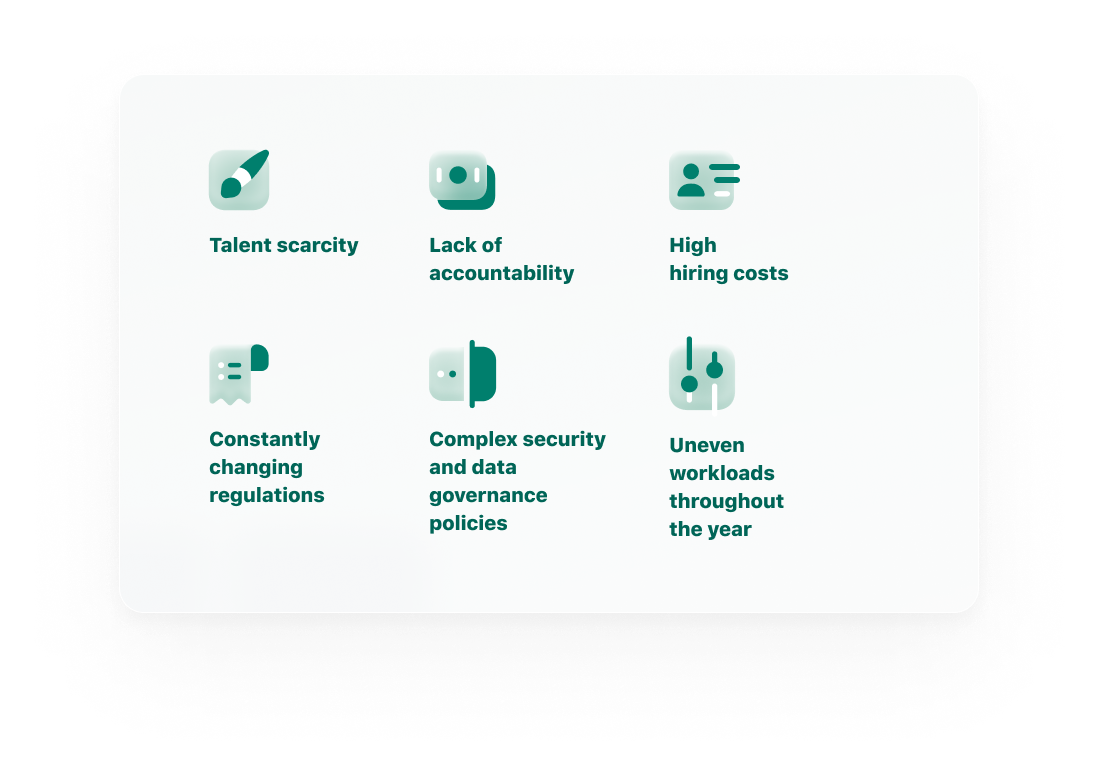 Talent scarcity
Lack of
accountability
High
hiring costs
Constantly
changing
regulations
Complex security
and data
governance
policies
Uneven
workloads
throughout
the year